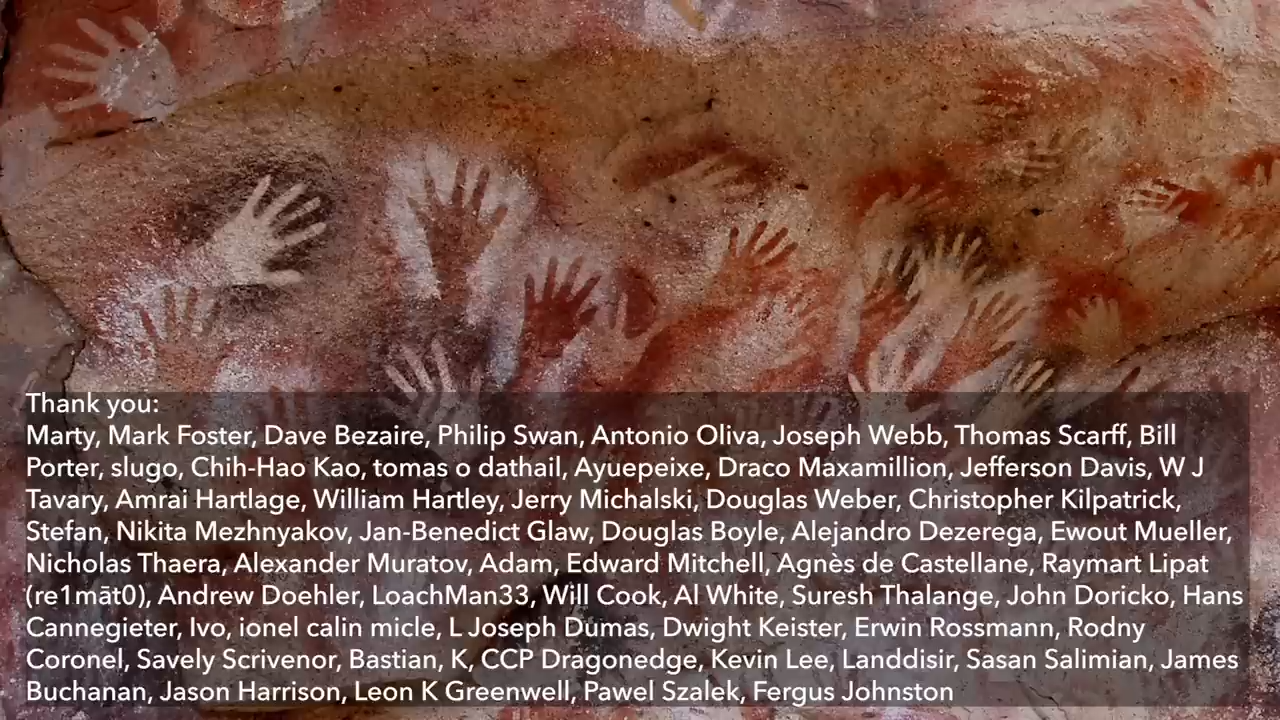 Thank you:
Marty, Mark Foster, Dave Bezaire, Philip Swan, Antonio Oliva, Joseph Webb, Thomas Scarff, Bill
Porter, slugo, Chih-Hao Kao, tomas o dathail, Ayuepeixe, Draco Maxamillion, Jefferson Davis, W J
Tavary, Amrai Hartlage, William Hartley, Jerry Michalski, Douglas Weber, Christopher Kilpatrick,
Stefan, Nikita Mezhnyakov, Jan-Benedict Glaw, Douglas Boyle, Alejandro Dezerega, Ewout Mueller,
Nicholas Thaera, Alexander Muratov, Adam, Edward Mitchell, Agnès de Castellane, Raymart Lipat
(re1māt0), Andrew Doehler, LoachMan33, Will Cook, Al White, Suresh Thalange, John Doricko, Hans
Cannegieter, Ivo, ionel calin micle, L Joseph Dumas, Dwight Keister, Erwin Rossmann, Rodny
Coronel, Savely Scrivenor, Bastian, K, CCP Dragonedge, Kevin Lee, Landdisir, Sasan Salimian, James
Buchanan, Jason Harrison, Leon K Greenwell, Pawel Szalek, Fergus Johnston